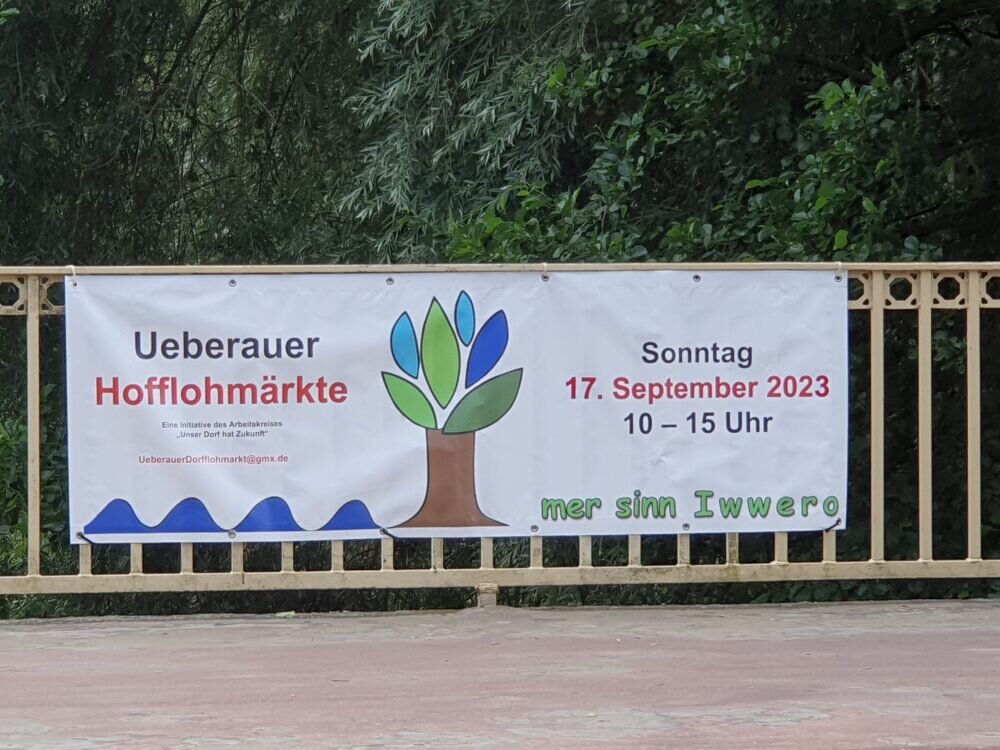 Ueberauer
Hofflohmärkte
Eine Initiative des Arbeitskreises
„Unser Dorf hat Zukunft"
UeberauerDorfflohmarkt@gmx.de
Sonntag
17. September 2023
10 – 15 Uhr
mer sinn Iwwero